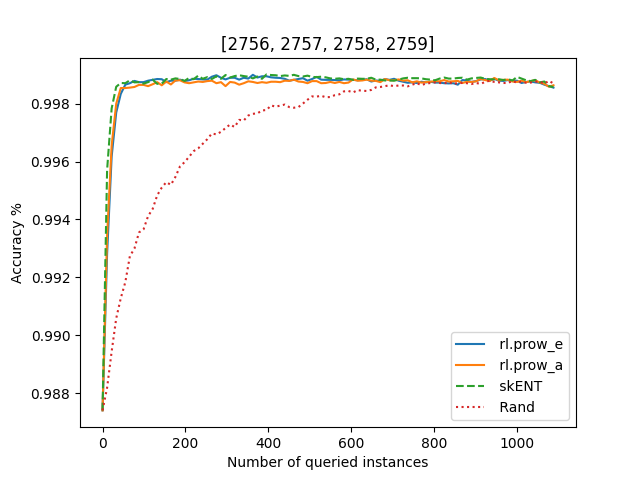 [2756, 2757, 2758, 2759]
Accuracy %
0.998
0.996
0.994
0.992
0.990
0.988
rl.prow_e
rl.prow_a
skENT
Rand
0 200 400 600 800 1000
Number of queried instances